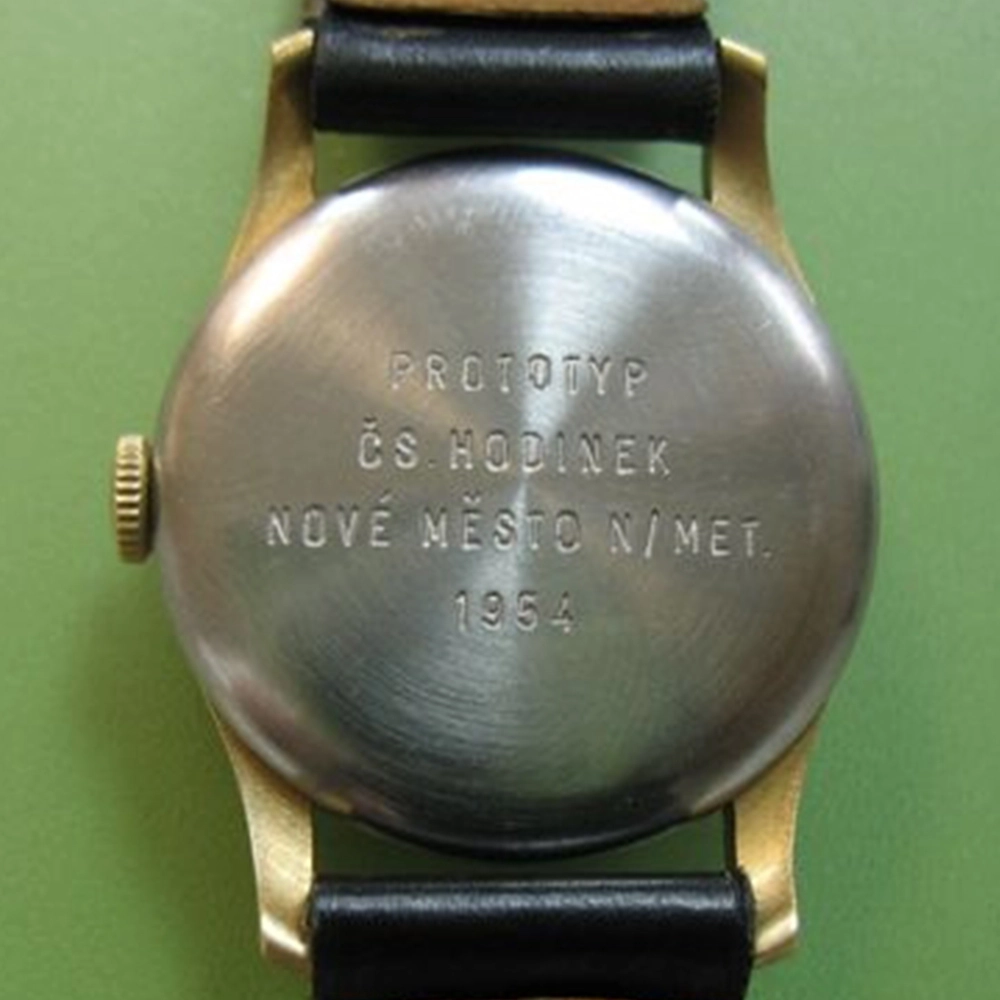 PROTOTYP
ČS. HODINEK
NOVÉ MĚSTO N/MET.
1954